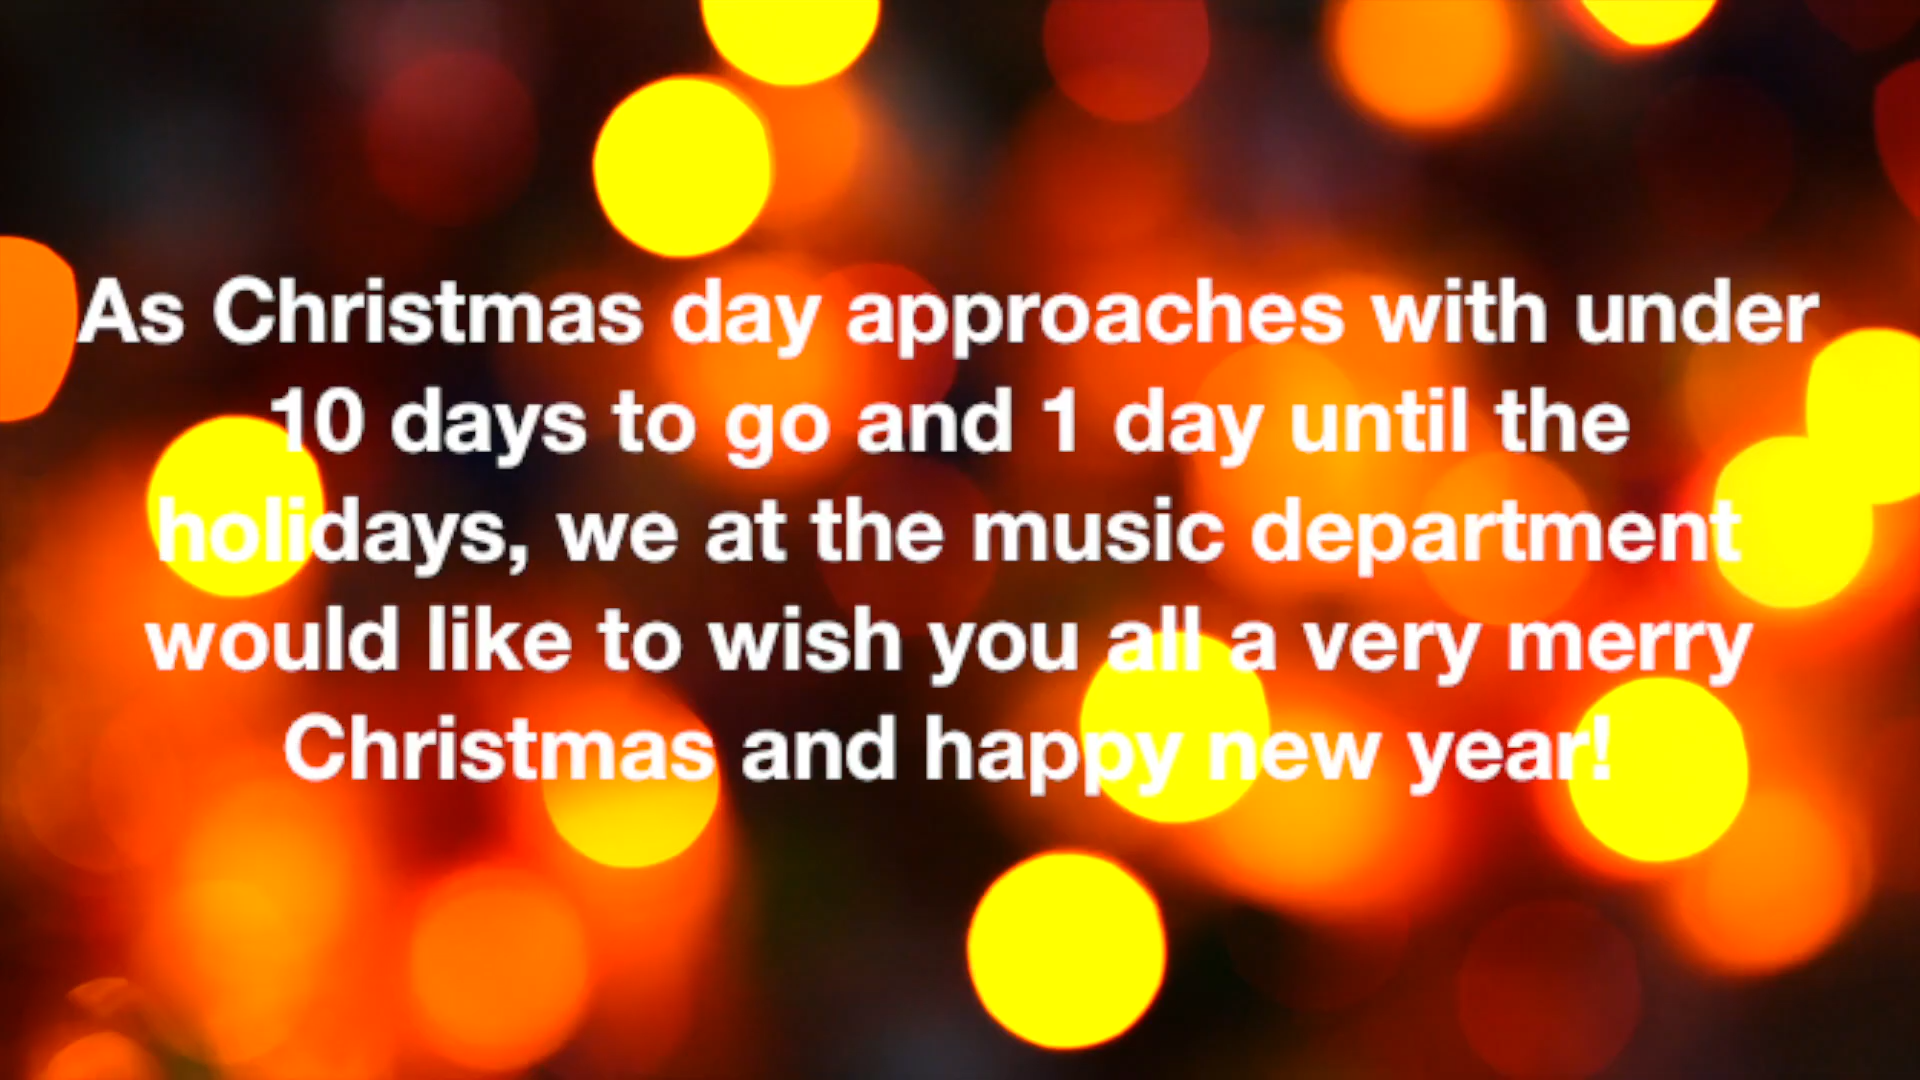 As Christmas day approaches with under
10 days to go and 1 day until the
holidays, we at the music department
would like to wish you all a very merry
Christmas and happy new year!